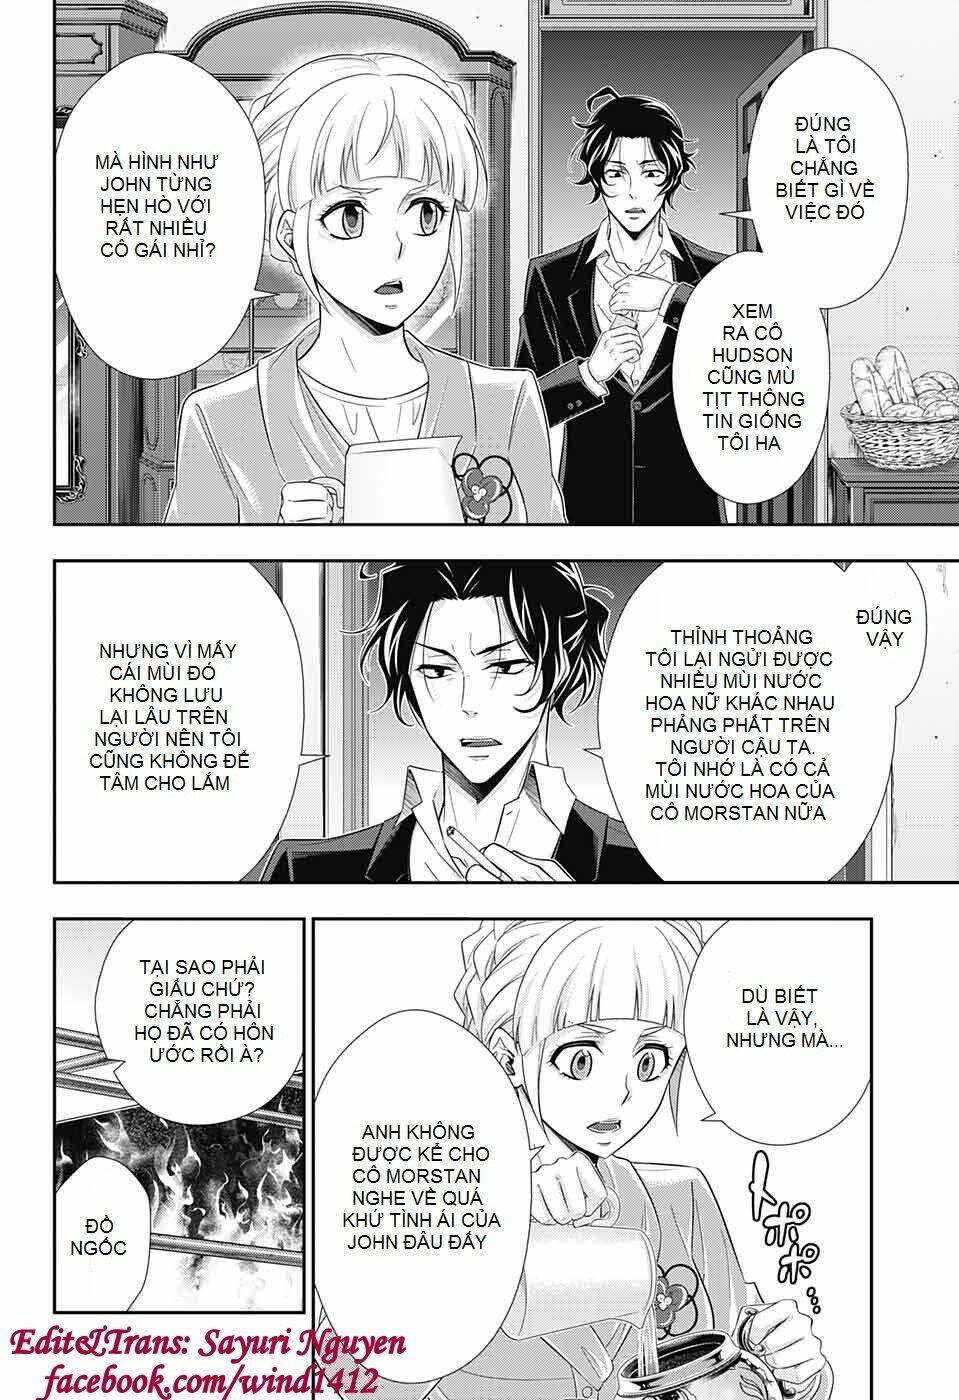 ĐÚNG
LÀ TÔI
CHẲNG
BIẾT GÌ VỀ
VIỆC ĐÓ
XEM
RA CÔ
HUDSON
CŨNG MÙ
TỊT THÔNG
TIN GIỐNG
TÔI HA
MÀ HÌNH NHƯ
JOHN TỪNG
HẸN HÒ VỚI
RẤT NHIỀU
CÔ GÁI NHỈ?
ĐÚNG
VẬY
THỈNH THOẢNG
TÔI LẠI NGỬI ĐƯỢC
NHIỀU MÙI NƯỚC
HOA NỮ KHÁC NHAU
PHẢNG PHẤT TRÊN
NGƯỜI CẬU TA.
TÔI NHỚ LÀ CÓ CẢ
MÙI NƯỚC HOA CỦA
CÔ MORSTAN NỮA
NHƯNG VÌ MẤY
CÁI MÙI ĐÓ
KHÔNG LƯU
LẠI LÂU TRÊN
NGƯỜI NÊN TÔI
CŨNG KHÔNG ĐỂ
TÂM CHO LẮM
DÙ BIẾT
LÀ VẬY,
NHƯNG MÀ...
ANH KHÔNG
ĐƯỢC KỂ CHO
CÔ MORSTAN
NGHE VỀ QUÁ
KHỨ TÌNH ÁI CỦA
JOHN ĐÂU ĐẤY
トポポポ...
TẠI SAO PHẢI
GIẤU CHỨ?
CHẲNG PHẢI
HỌ ĐÃ CÓ HÔN
ƯỚC RỒI À?
ĐỒ
NGỐC
Edit&Trans: Sayuri Nguyen
facebook.com/wind1412